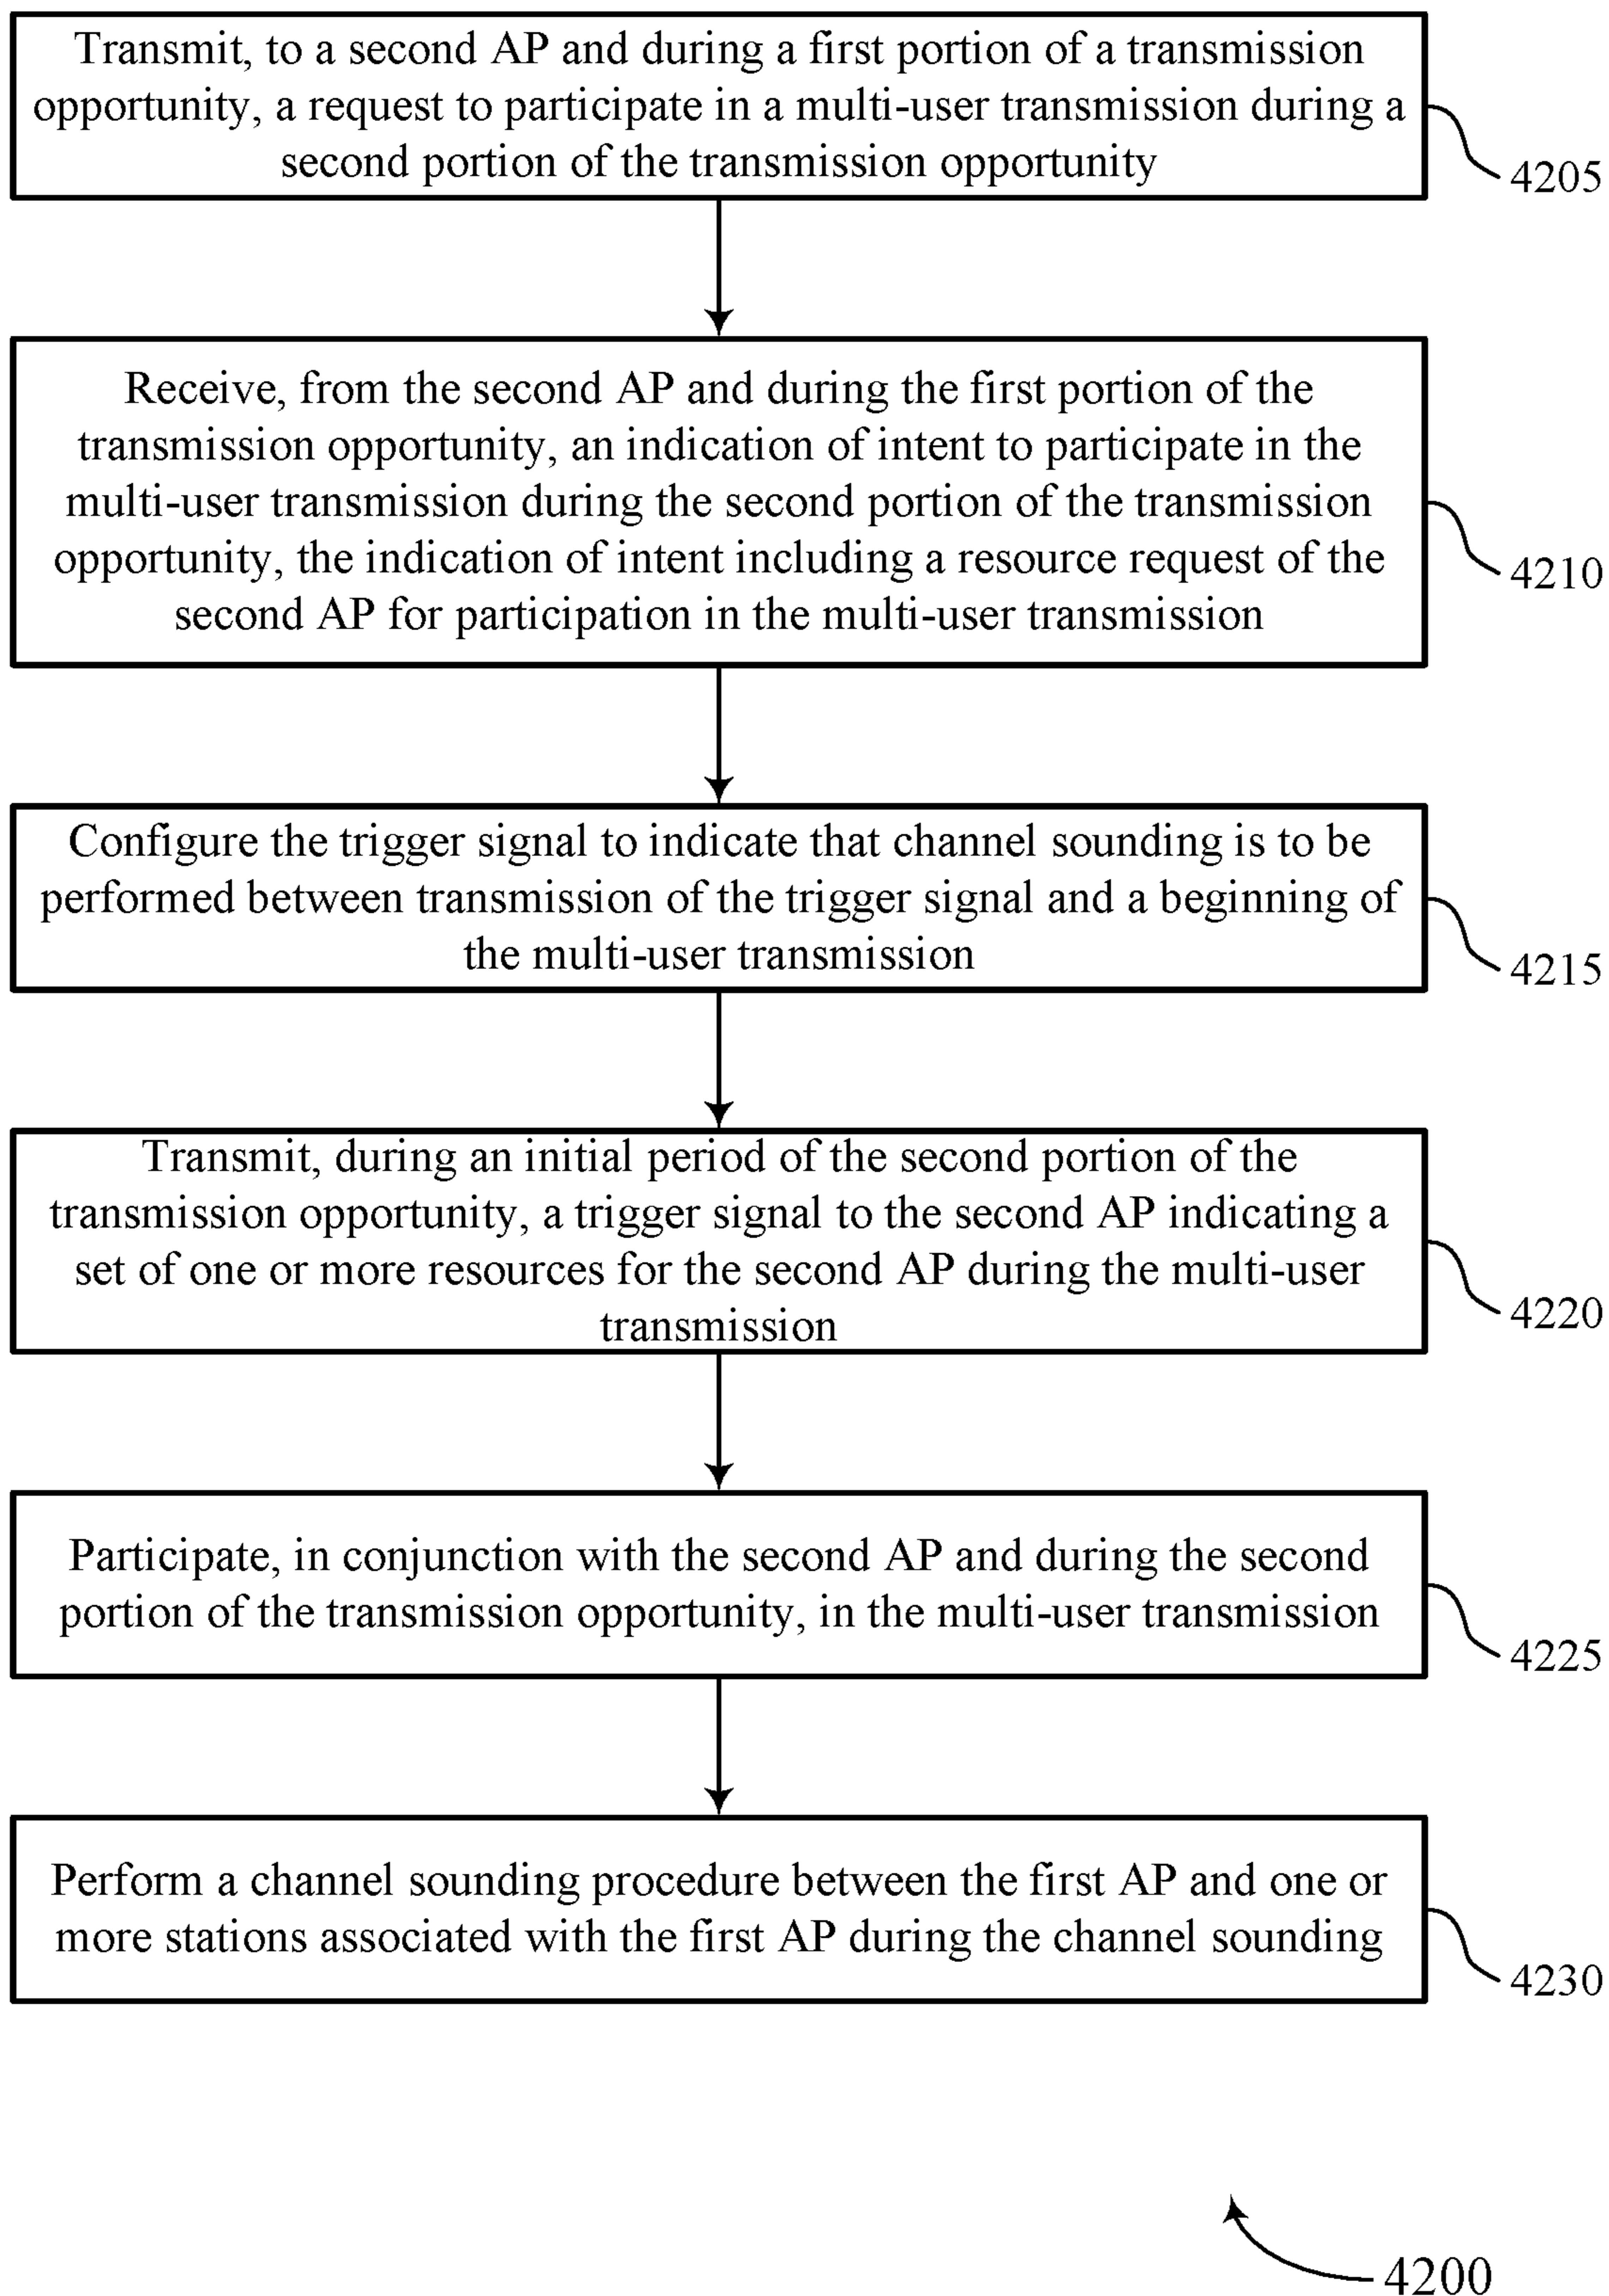 Transmit, to a second AP and during a first portion of a transmission
opportunity, a request to participate in a multi-user transmission during a
second portion of the transmission opportunity
4205
Receive, from the second AP and during the first portion of the
transmission opportunity, an indication of intent to participate in the
multi-user transmission during the second portion of the transmission
opportunity, the indication of intent including a resource request of the
second AP for participation in the multi-user transmission
4210
Configure the trigger signal to indicate that channel sounding is to be
performed between transmission of the trigger signal and a beginning of
the multi-user transmission
4215
Transmit, during an initial period of the second portion of the
transmission opportunity, a trigger signal to the second AP indicating a
set of one or more resources for the second AP during the multi-user
transmission
4220
Participate, in conjunction with the second AP and during the second
portion of the transmission opportunity, in the multi-user transmission
4225
Perform a channel sounding procedure between the first AP and one or
more stations associated with the first AP during the channel sounding
4230
4200